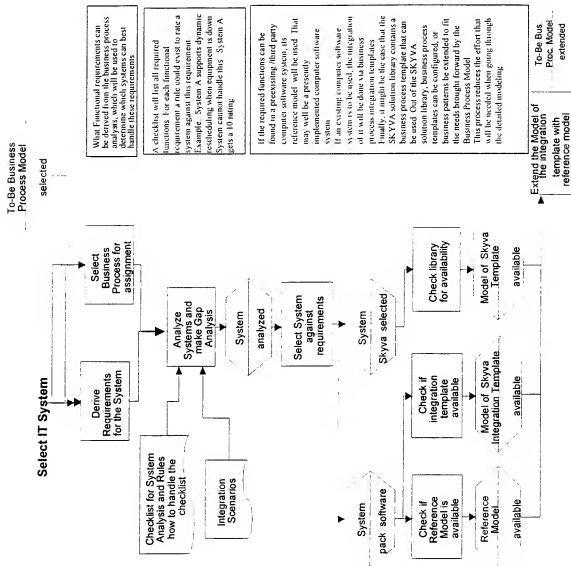 To-Be Business
Process Model
selected
Select IT System
Derive
Requirements
for the System
Select
Business
Process for
assignment
What Functional requirements can
be derived from the business process
analyses, which will be used to
determine which systems can best
handle these requirements
Checklist for System
Analysis and Rules
how to handle the
checklist
Integration
Scenarios
Analyze
Systems and
make Gap
Analysis
A checklist will list all required
functions. For each functional
requirement a rule could exist to rate a
system against this requirement
Example System A supports dynamic
rescheduling when equipment is down
System cannot handle this System A
gets a 10 rating
System
analyzed
Select System
against
requirements
If the required functions can be
found in a preexisting /third party
computer software system, its
reference model will be used That
may well be a presently
implemented computer software
system
If an existing computer software
system is to be used, the integration
of it will be done via business
process integration templates
Finally, it might be the case that the
SKYVA solution library contains a
business process template that can
be used Out of the SKYVA
solution library, business process
templates can be configured, or
business patterns be extended to fit
the needs brought forward by the
Business Process Model
This process reduces the effort that
will be needed when going through
the detailed modeling.
System
pack software
System
Skyva selected
Check if
Reference
Model is
available
Check if
integration
template
available
Check library
for availability
Reference
Model
available
Model of Skyva
Integration Template
available
Model of Skyva
Template
available
Extend the Model of
the integration
template with
reference model
To-Be Bus
Proc. Model
extended